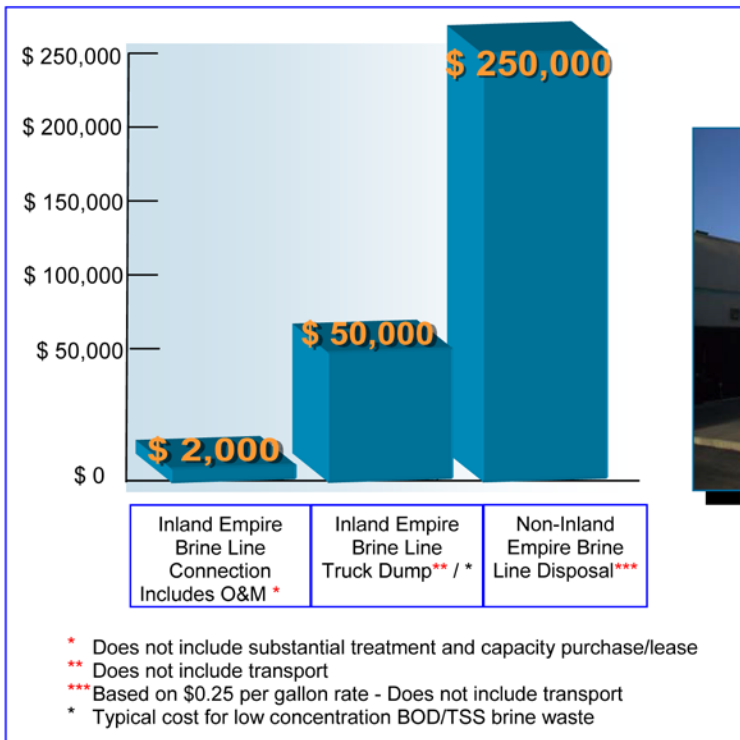 $ 250,000
$ 200,000
$ 150,000
$ 100,000
$ 50,000
$ 0
$ 2,000
$ 50,000
$ 250,000
Inland Empire
Brine Line
Connection
Includes O&M *
Inland Empire
Brine Line
Truck Dump** / *
Non-Inland
Empire Brine
Line Disposal***
* Does not include substantial treatment and capacity purchase/lease
** Does not include transport
***Based on $0.25 per gallon rate - Does not include transport
* Typical cost for low concentration BOD/TSS brine waste